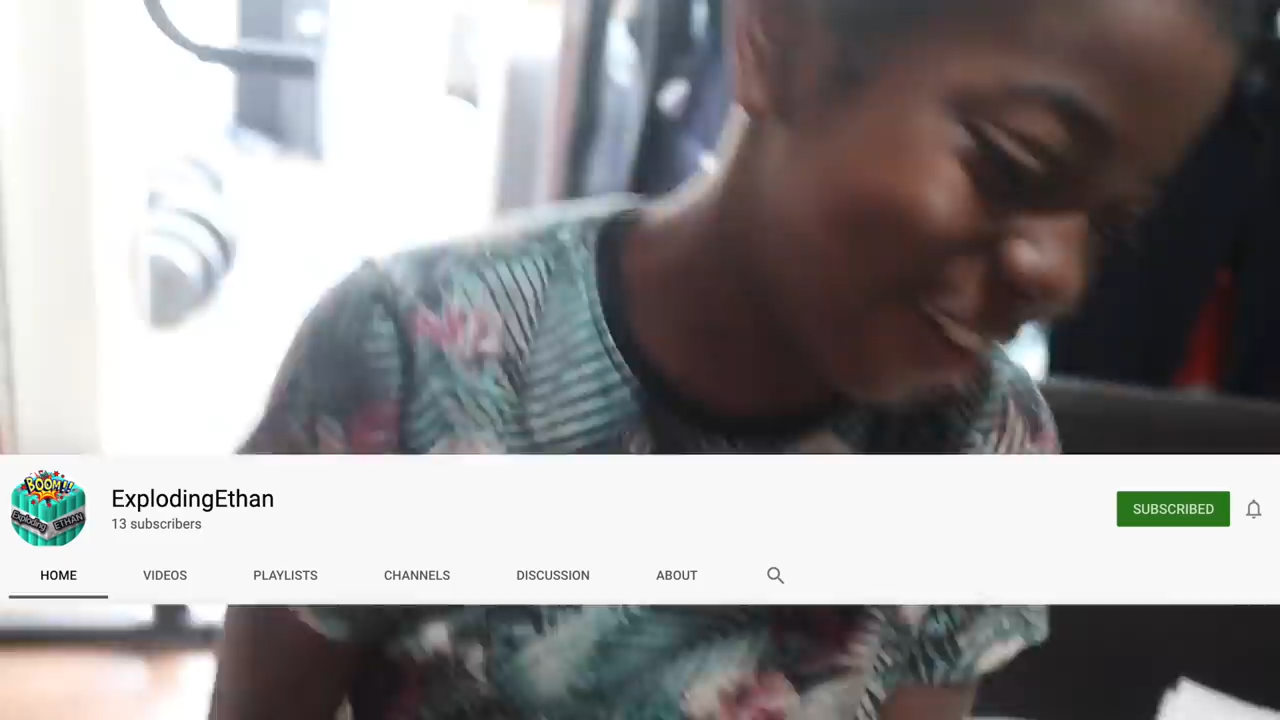 BOOM!!
Exploding ETHAN
ExplodingEthan
13 subscribers
SUBSCRIBED
HOME VIDEOS PLAYLISTS CHANNELS DISCUSSION ABOUT